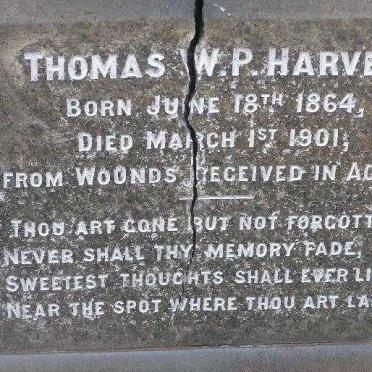 THOMAS W.P. HARVE
BORN JUNE 18TH 1864,
DIED MARCH 1ST 1901,
FROM WOUNDS RECEIVED IN AC
THOU ART GONE BUT NOT FORGOTT
NEVER SHALL THY MEMORY FADE,
SWEETEST THOUGHTS SHALL EVER LI
NEAR THE SPOT WHERE THOU ART LA